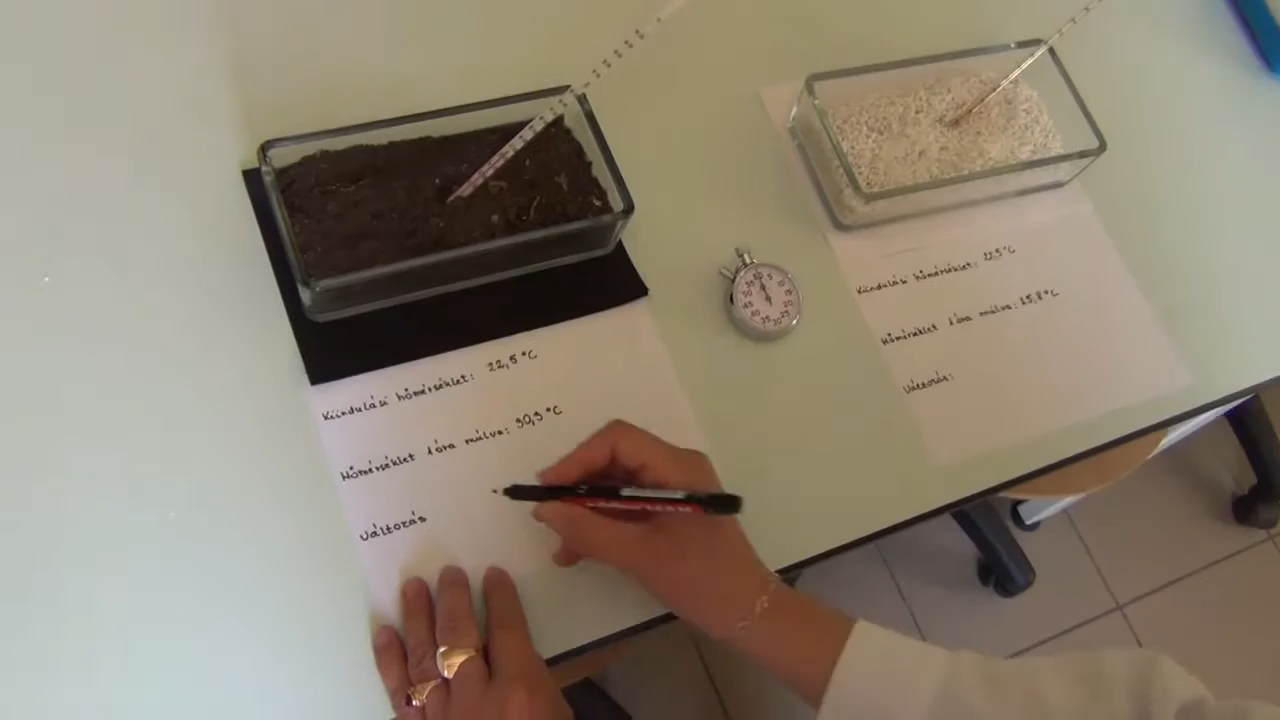 Kiindulási hőmérséklet: 22,5 °C
Hőmérséklet 1 óra múlva: 30,9 °C
Változás
Kiindulási hőmérséklet: 22,5 °C
Hőmérséklet 1 óra múlva: 25,8 °C
Változás: